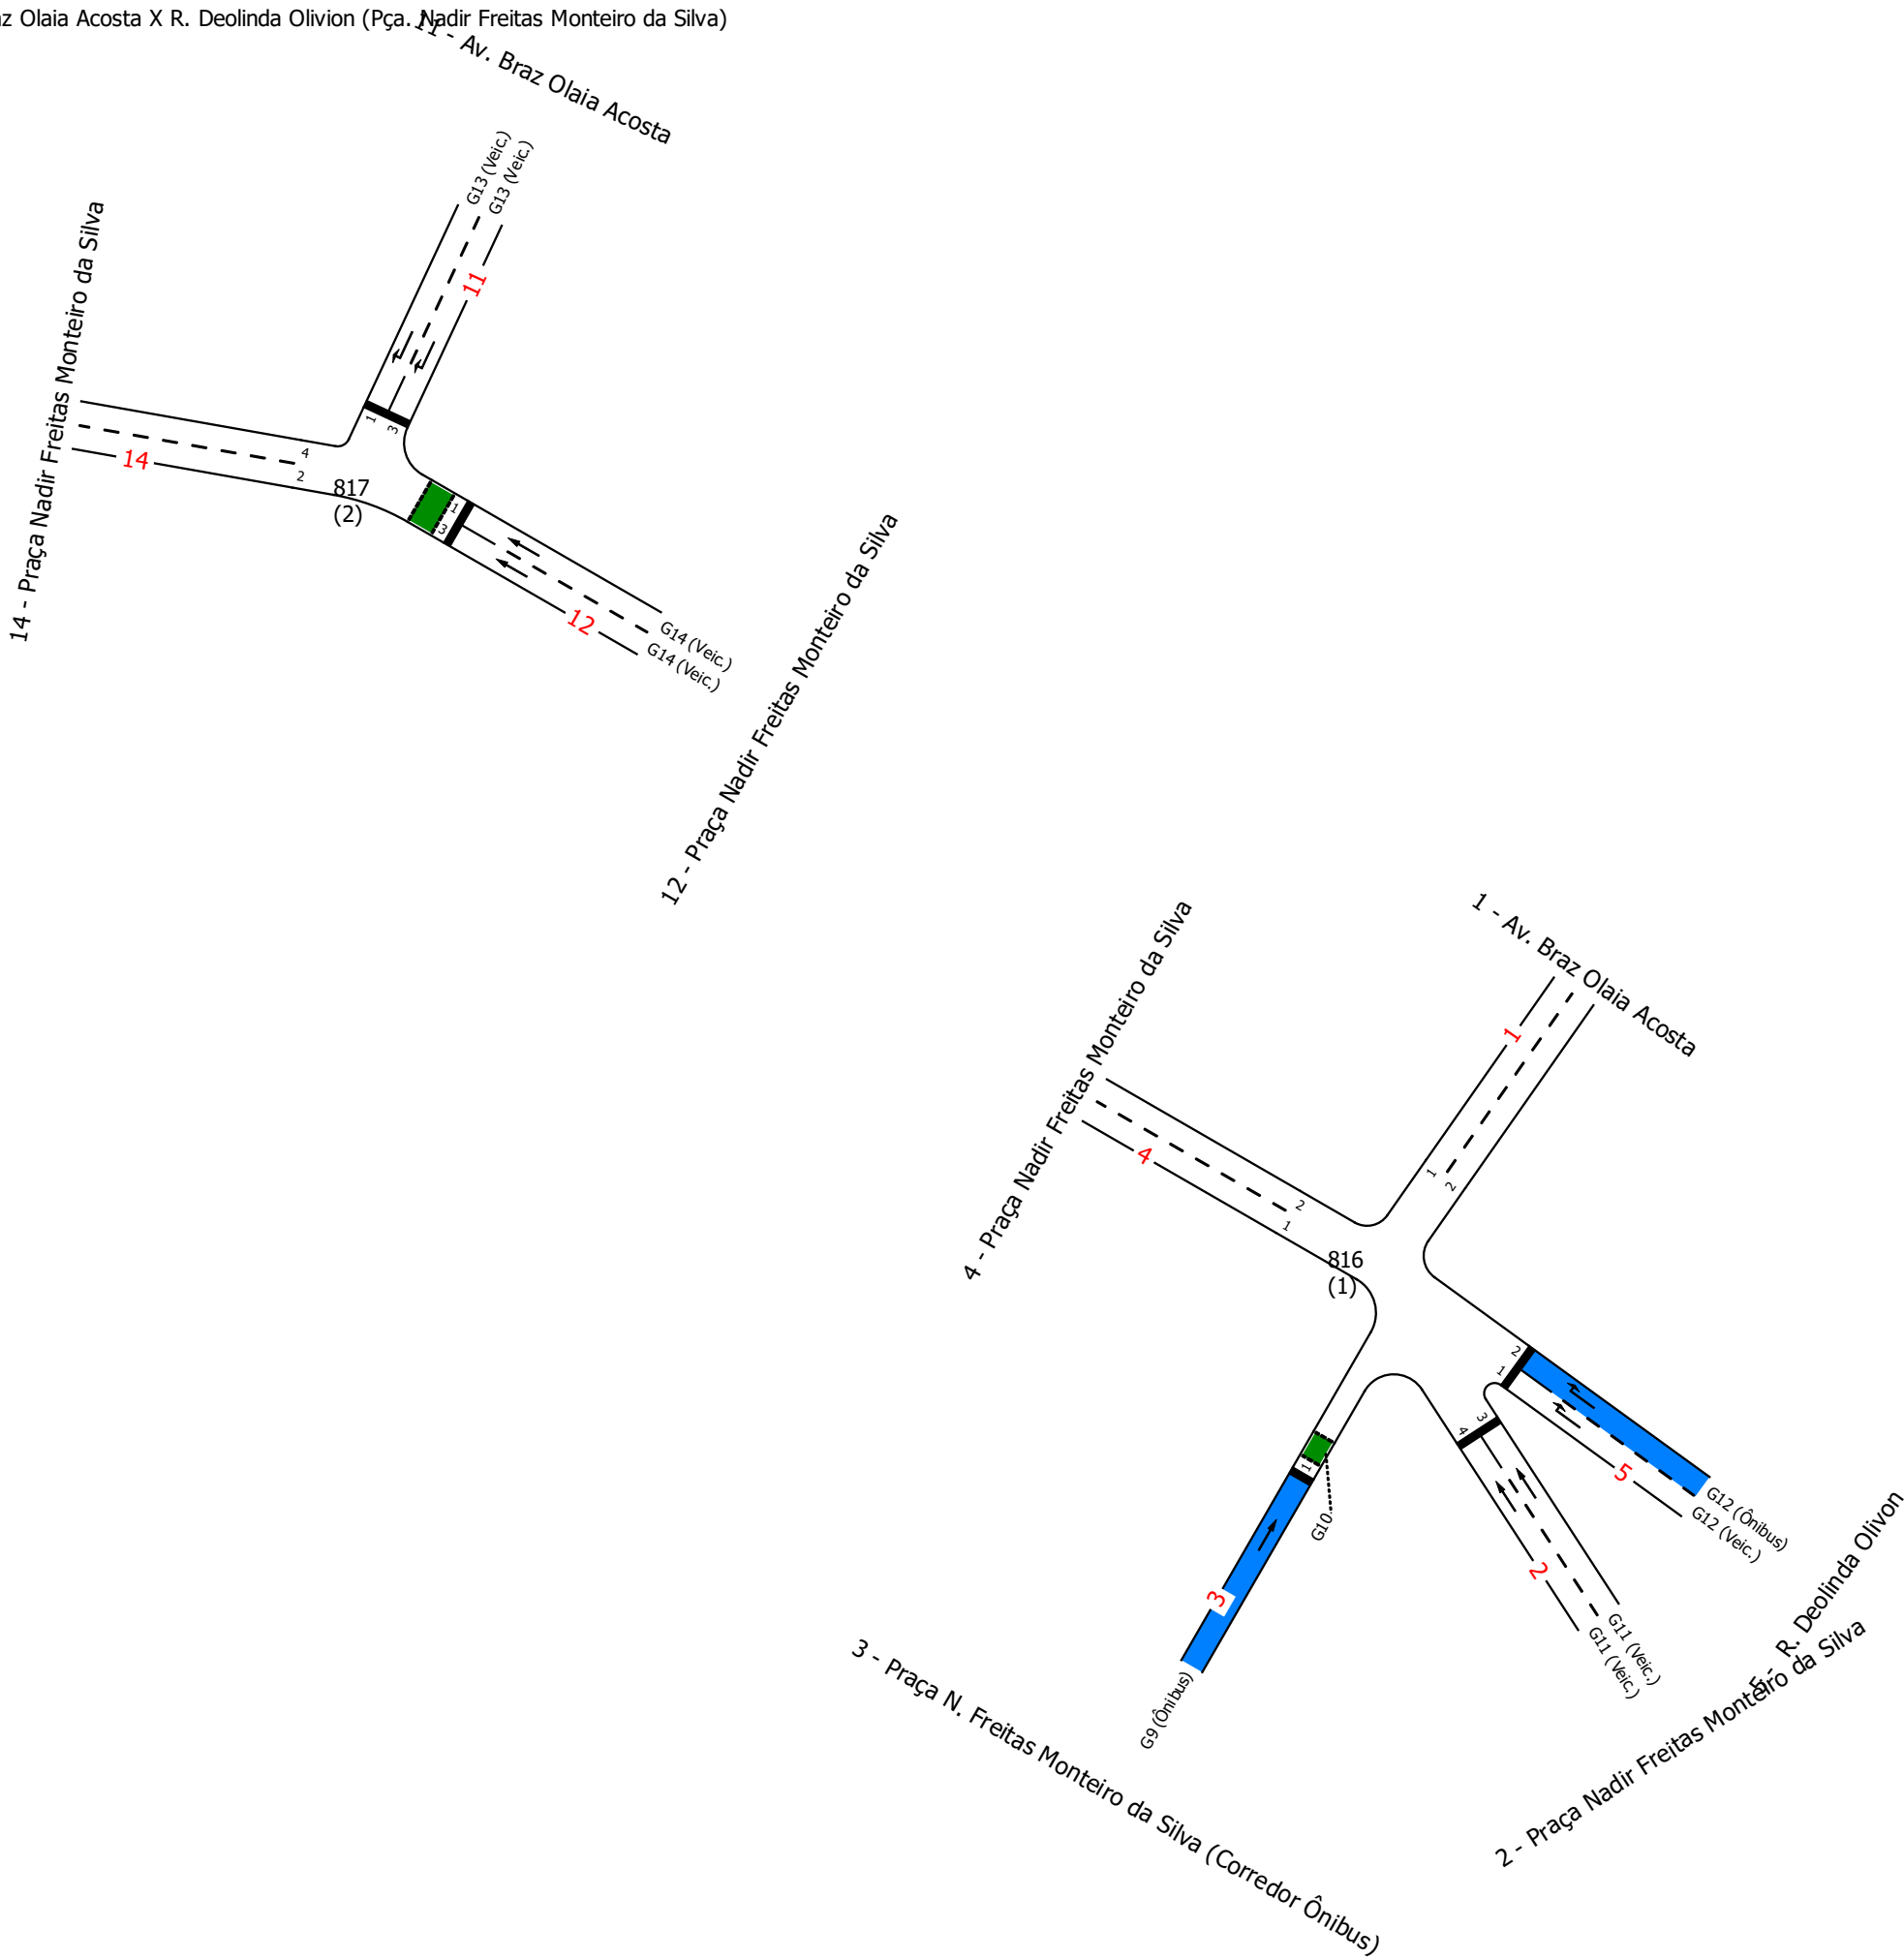 az Olaia Acosta X R. Deolinda Olivion (Pça. Nadir Freitas Monteiro da Silva)
11 - Av. Braz Olaia Acosta
G13 (Veic.)
G13 (Veic.)
11
1
3
14 - Praça Nadir Freitas Monteiro da Silva
14
4
2
817
(2)
1
3
12
G14 (Veic.)
G14 (Veic.)
12 - Praça Nadir Freitas Monteiro da Silva
1 - Av. Braz Olaia Acosta
1
1
2
4 - Praça Nadir Freitas Monteiro da Silva
4
2
1
816
(1)
2
1
5
G12 (Ônibus)
G12 (Veic.)
5 - R. Deolinda Olivon
3
4
2
G11 (Veic.)
G11 (Veic.)
2 - Praça Nadir Freitas Monteiro da Silva
1
G10
3
G9 (Ônibus)
3 - Praça N. Freitas Monteiro da Silva (Corredor Ônibus)